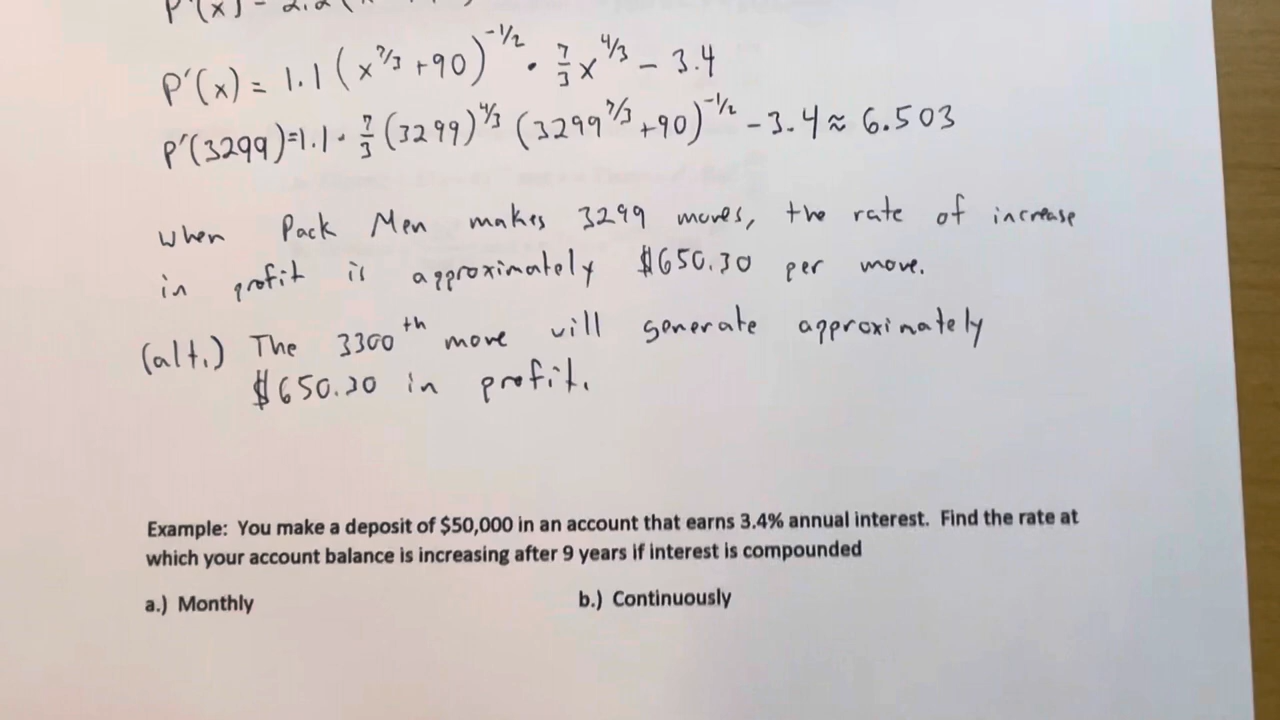 P'(x) = 2.2(
P'(x) = 1.1(x^{7/3} + 90)^{-1/2} · 7/3 x^{4/3} - 3.4
P'(3299) = 1.1 · 7/3 (3299)^{4/3} (3299^{7/3} + 90)^{-1/2} - 3.4 ≈ 6.503
when Pack Men makes 3299 moves, the rate of increase
in profit is approximately $650.30 per move.
(alt.) The 3300th move will generate approximately
$650.30 in profit.
Example: You make a deposit of $50,000 in an account that earns 3.4% annual interest. Find the rate at
which your account balance is increasing after 9 years if interest is compounded
a.) Monthly b.) Continuously